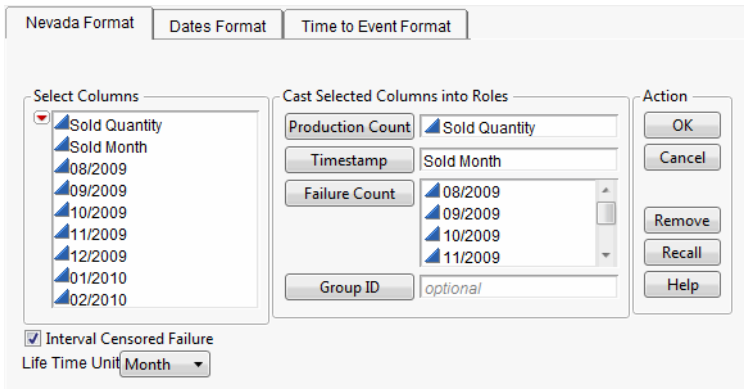 Nevada Format
Dates Format
Time to Event Format
Select Columns
Sold Quantity
Sold Month
08/2009
09/2009
10/2009
11/2009
12/2009
01/2010
02/2010
Cast Selected Columns into Roles
Production Count
Sold Quantity
Timestamp
Sold Month
Failure Count
08/2009
09/2009
10/2009
11/2009
Group ID
optional
Action
OK
Cancel
Remove
Recall
Help
Interval Censored Failure
Life Time Unit Month